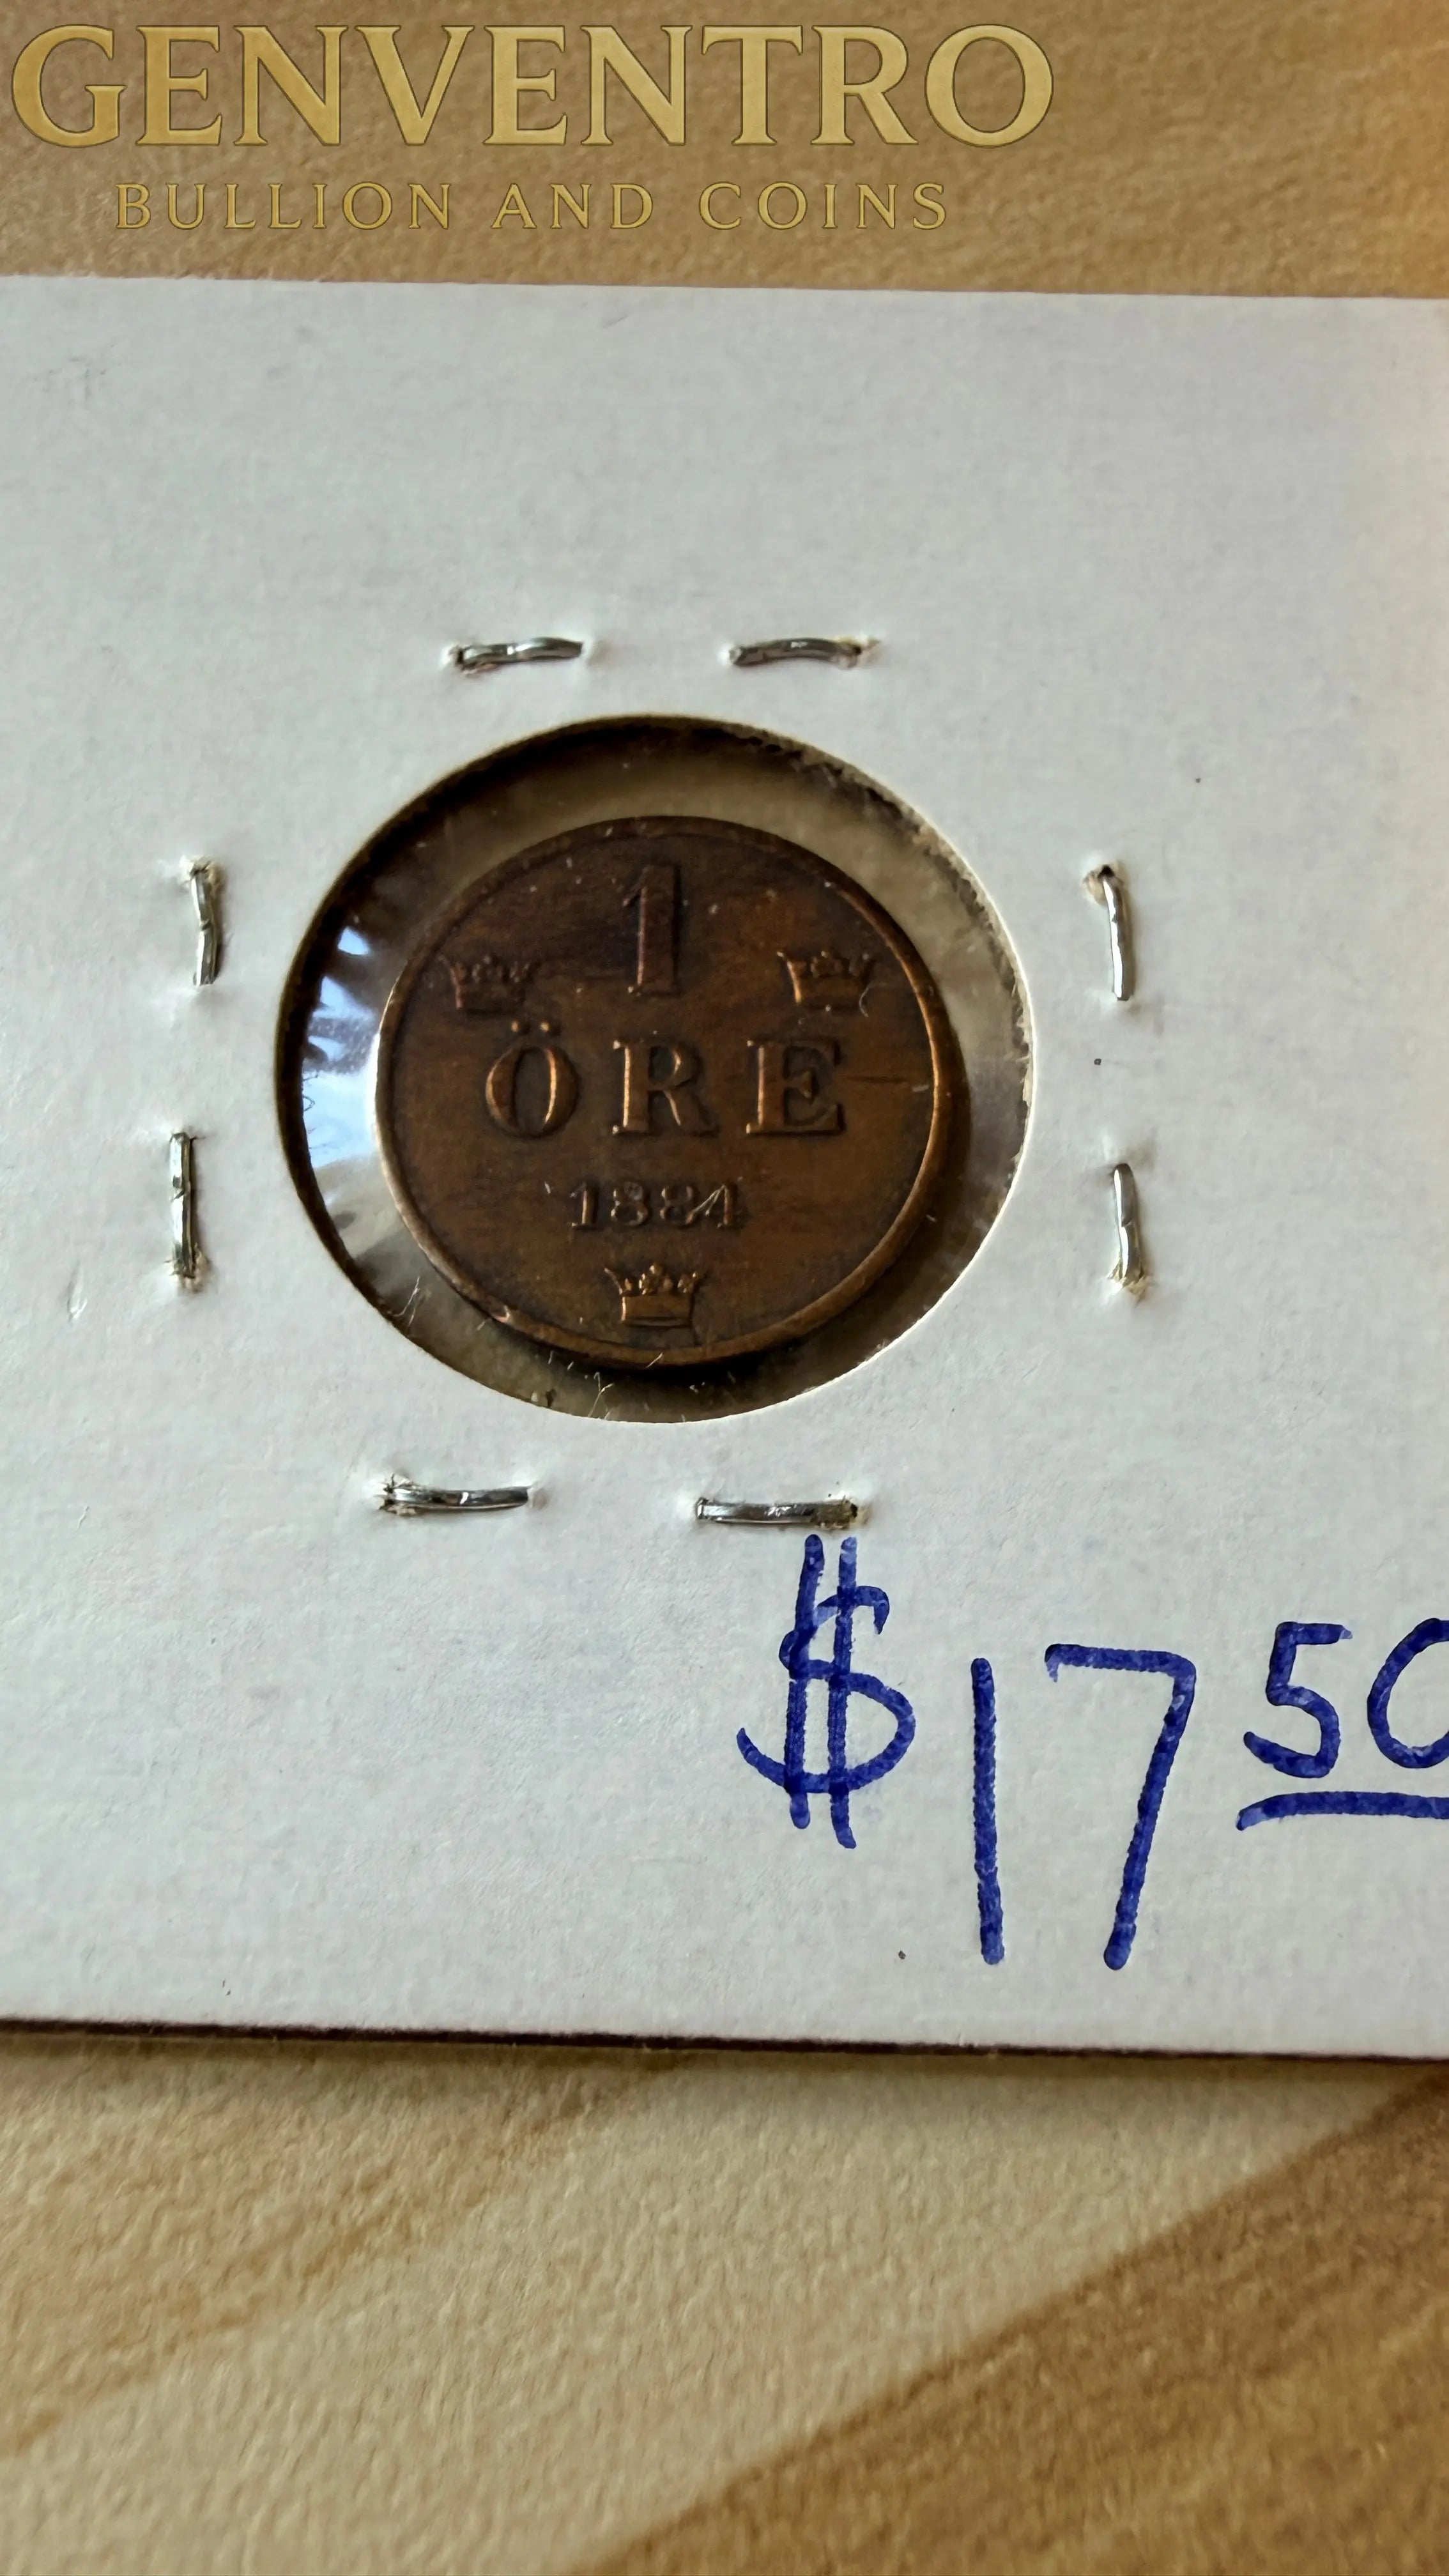 GENVENTRO
BULLION AND COINS
1
ÖRE
1884
$17 50